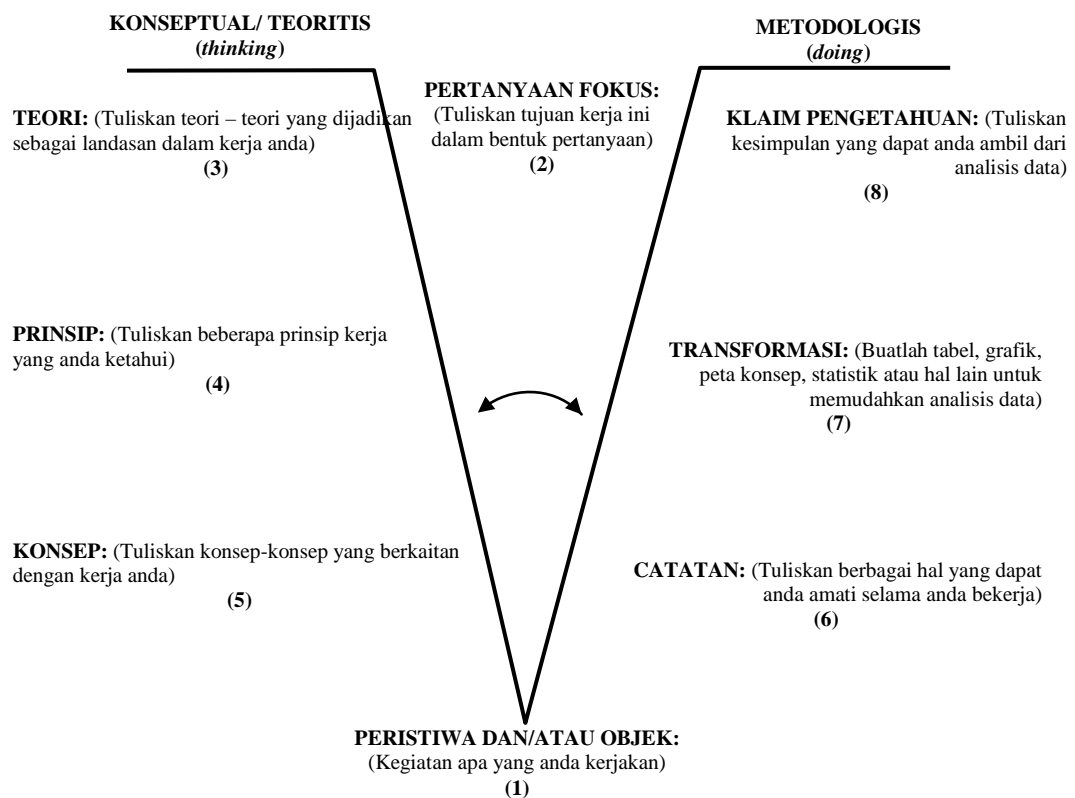 KONSEPTUAL/ TEORITIS
(thinking)
METODOLOGIS
(doing)
PERTANYAAN FOKUS:
(Tuliskan tujuan kerja ini
dalam bentuk pertanyaan)
(2)
TEORI: (Tuliskan teori – teori yang dijadikan
sebagai landasan dalam kerja anda)
(3)
KLAIM PENGETAHUAN: (Tuliskan
kesimpulan yang dapat anda ambil dari
analisis data)
(8)
PRINSIP: (Tuliskan beberapa prinsip kerja
yang anda ketahui)
(4)
TRANSFORMASI: (Buatlah tabel, grafik,
peta konsep, statistik atau hal lain untuk
memudahkan analisis data)
(7)
KONSEP: (Tuliskan konsep-konsep yang berkaitan
dengan kerja anda)
(5)
CATATAN: (Tuliskan berbagai hal yang dapat
anda amati selama anda bekerja)
(6)
PERISTIWA DAN/ATAU OBJEK:
(Kegiatan apa yang anda kerjakan)
(1)